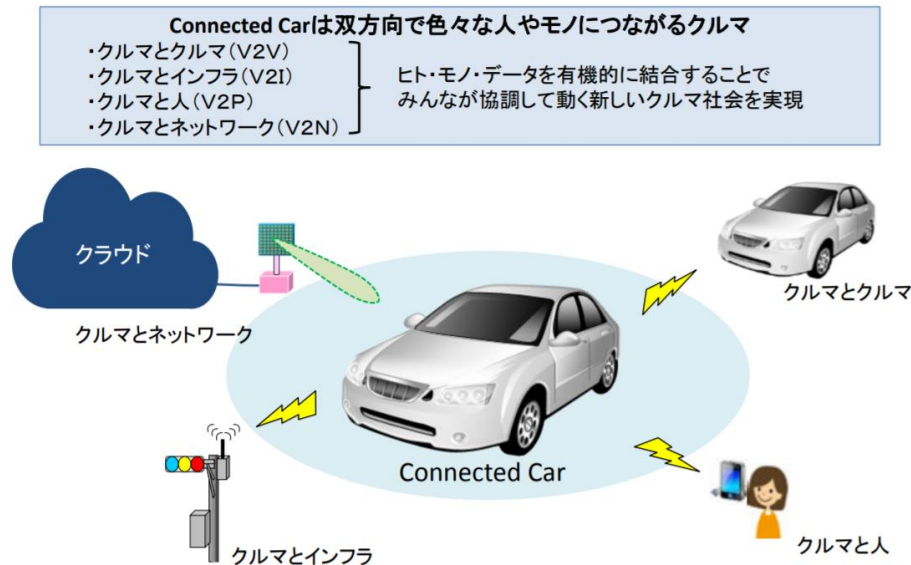 Connected Carは双方向で色々な人やモノにつながるクルマ
・クルマとクルマ(V2V)
・クルマとインフラ(V2I)
・クルマと人(V2P)
・クルマとネットワーク(V2N)
ヒト・モノ・データを有機的に結合することで
みんなが協調して動く新しいクルマ社会を実現
クラウド
クルマとネットワーク
クルマとクルマ
Connected Car
クルマとインフラ
クルマと人